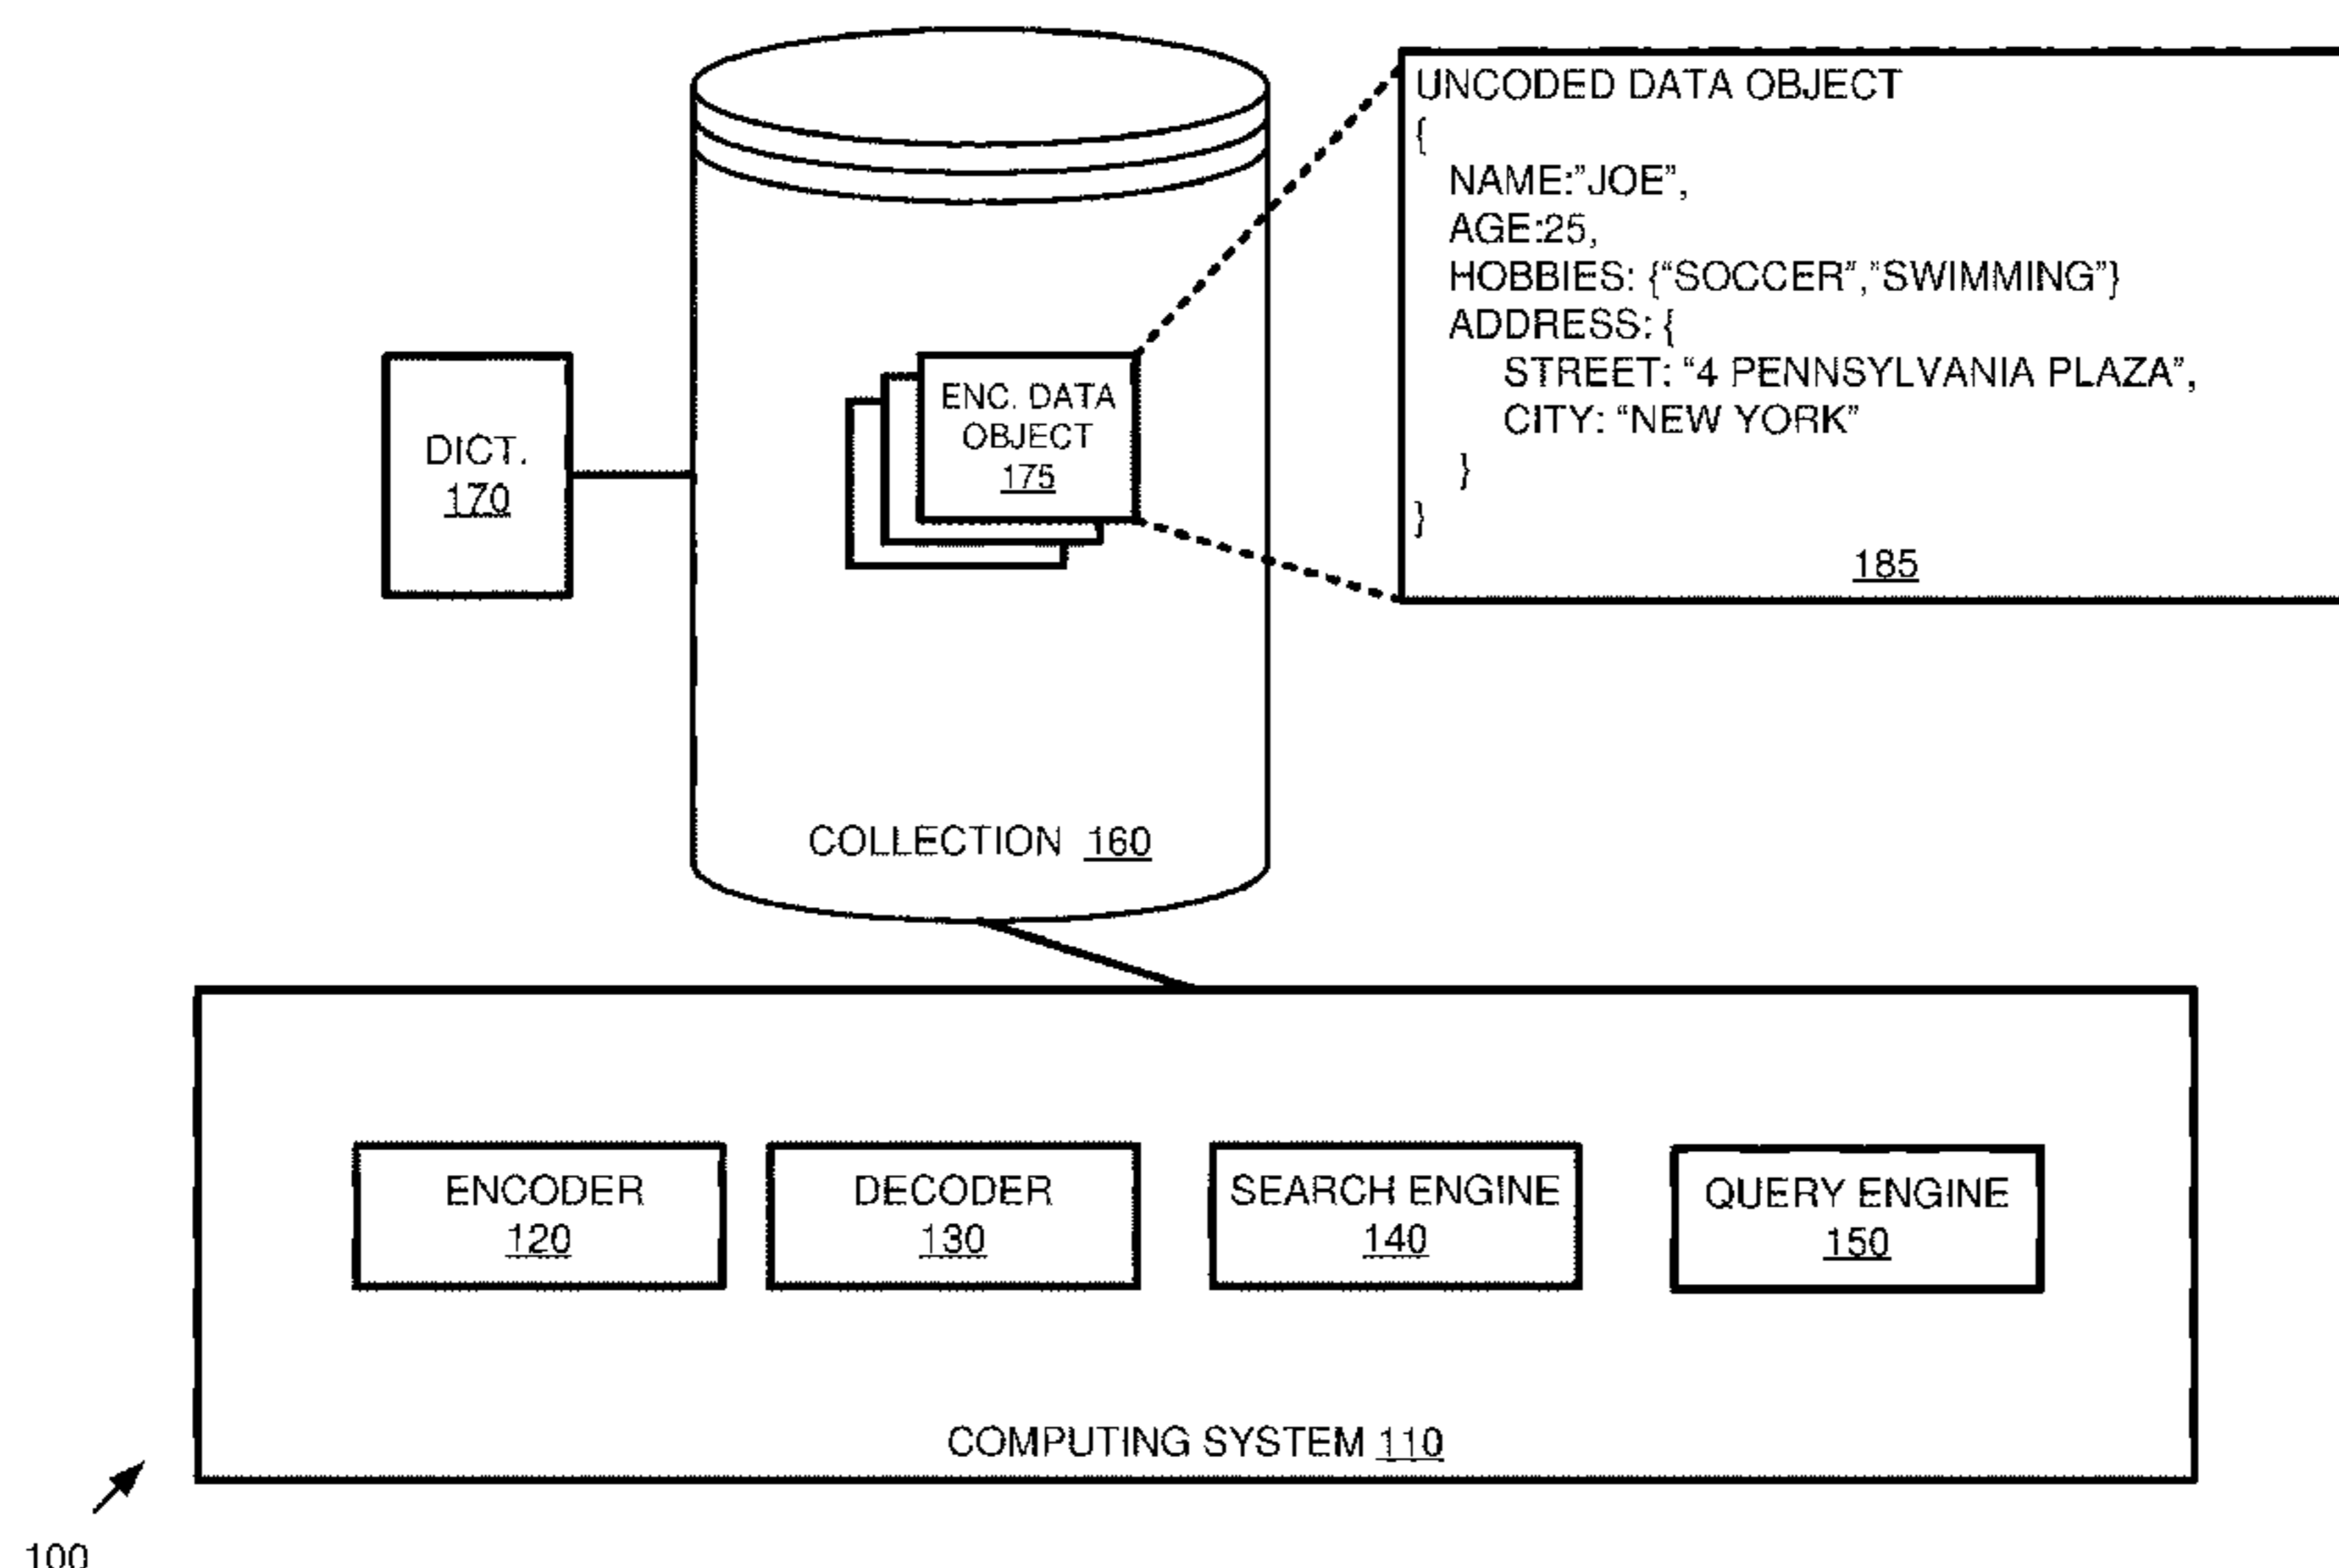 UNCODED DATA OBJECT
{
NAME:”JOE”,
AGE:25,
HOBBIES: {“SOCCER”,”SWIMMING”}
ADDRESS: {
STREET: “4 PENNSYLVANIA PLAZA”,
CITY: “NEW YORK”
}
}
185
ENC. DATA
OBJECT
175
DICT.
170
COLLECTION 160
ENCODER
120
DECODER
130
SEARCH ENGINE
140
QUERY ENGINE
150
COMPUTING SYSTEM 110
100